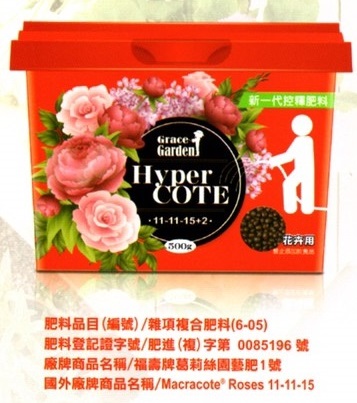 新一代控釋肥料
Grace
Garden
Hyper
COTE
11-11-15+2
500g
花卉用
肥料品目(編號)/雜項複合肥料(6-05)
肥料登記證字號/肥進(複)字第 0085196 號
廠牌商品名稱/福壽牌葛莉絲園藝肥1號
國外廠牌商品名稱/Macracote® Roses 11-11-15